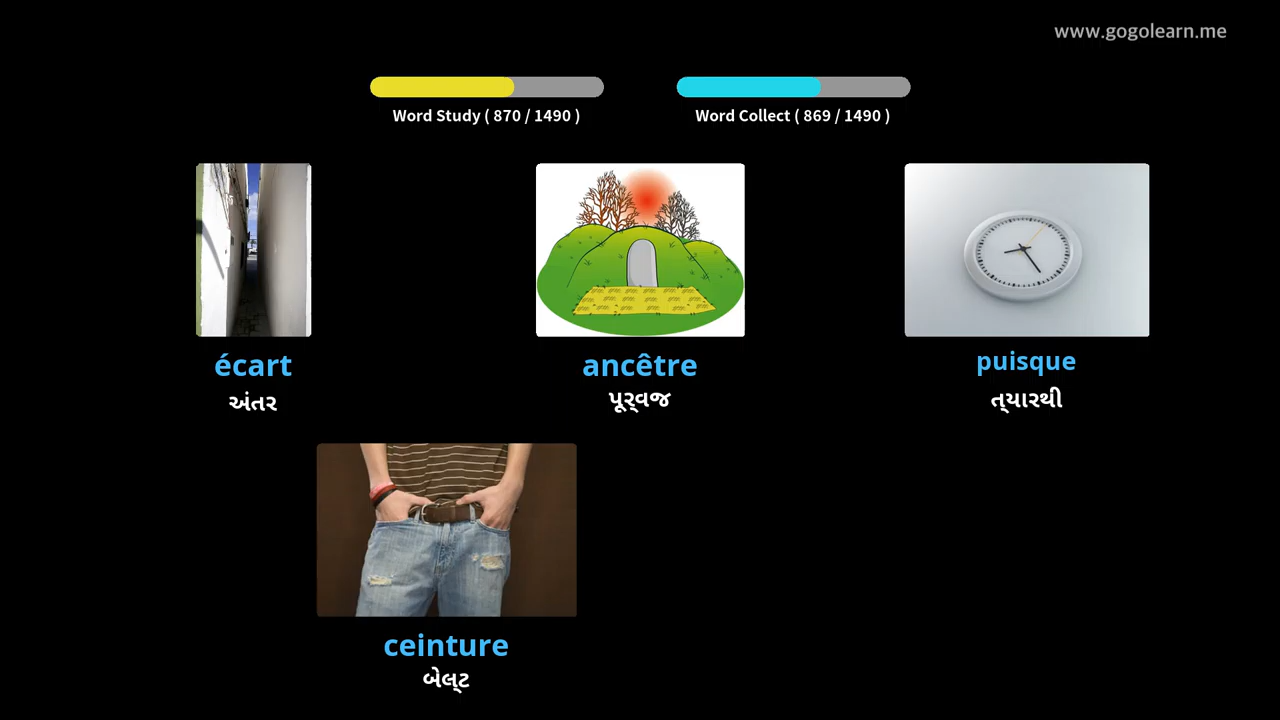 www.gogolearn.me
Word Study ( 870 / 1490 )
Word Collect ( 869 / 1490 )
écart
અંતર
ancêtre
પૂર્વજ
puisque
ત્યારથી
ceinture
બેલ્ટ